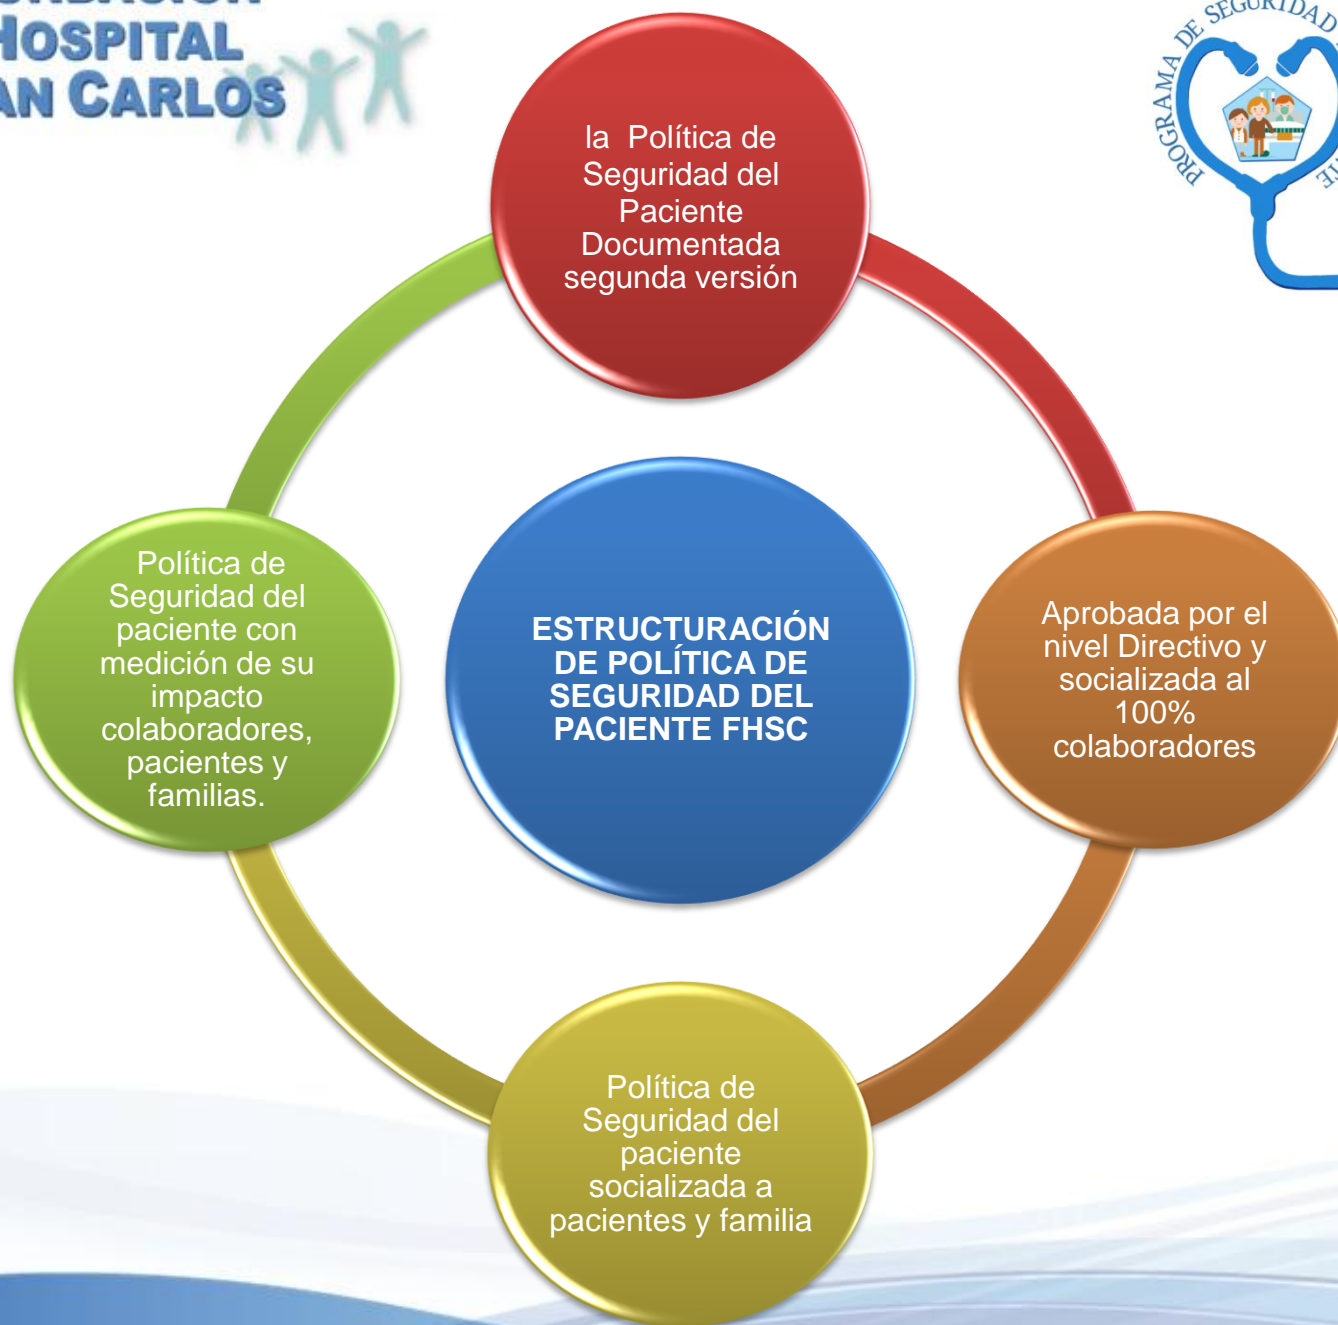 HOSPITAL
CARLOS
PROGRAMA DE SEGURIDAD
la Política de
Seguridad del
Paciente
Documentada
segunda versión
Política de
Seguridad del
paciente con
medición de su
impacto
colaboradores,
pacientes y
familias.
ESTRUCTURACIÓN
DE POLÍTICA DE
SEGURIDAD DEL
PACIENTE FHSC
Aprobada por el
nivel Directivo y
socializada al
100%
colaboradores
Política de
Seguridad del
paciente
socializada a
pacientes y familia